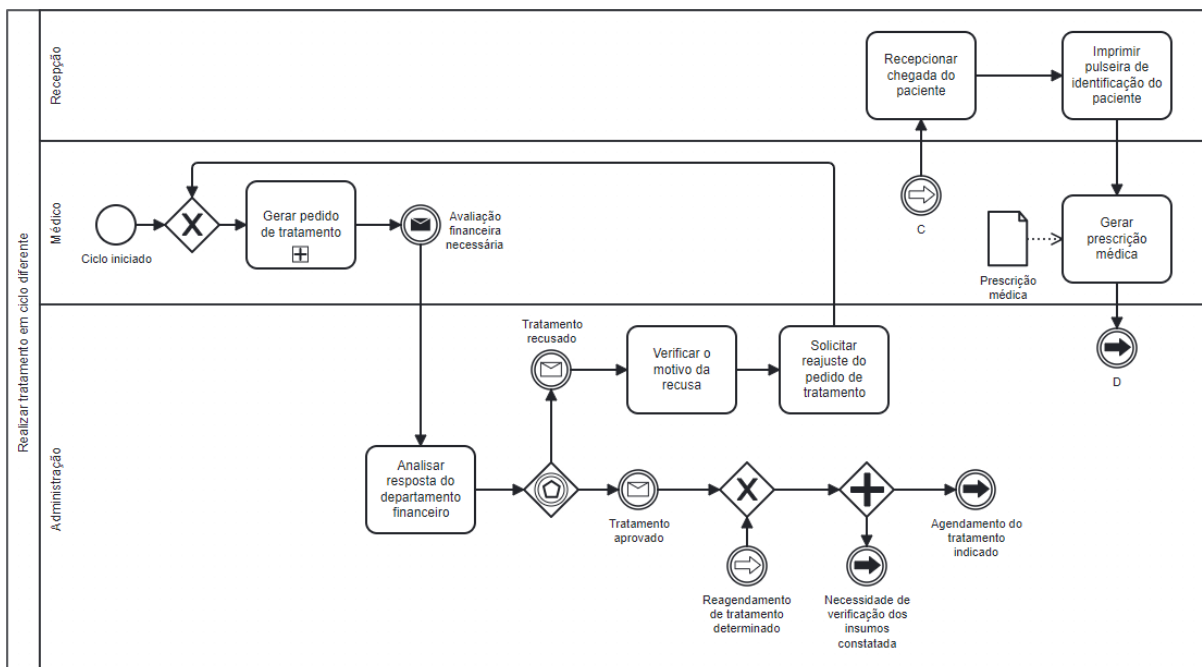 Realizar tratamento em ciclo diferente
Recepção
Recepcionar
chegada do
paciente
Imprimir
pulseira de
identificação do
paciente
Médico
Ciclo iniciado
X
Gerar pedido
de tratamento
Avaliação
financeira
necessária
C
Prescrição
médica
Gerar
prescrição
médica
D
Administração
Tratamento
recusado
Verificar o
motivo da
recusa
Solicitar
reajuste do
pedido de
tratamento
Analisar
resposta do
departamento
financeiro
Tratamento
aprovado
X
Reagendamento
de tratamento
determinado
Necessidade de
verificação dos
insumos
constatada
Agendamento do
tratamento
indicado